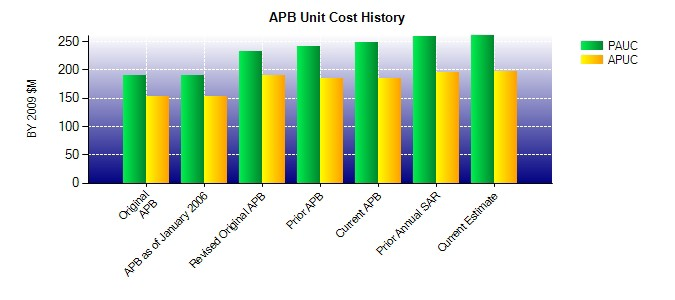 APB Unit Cost History
BY 2009 $M
250
200
150
100
50
0
Original
APB
APB as of January 2006
Revised Original APB
Prior APB
Current APB
Prior Annual SAR
Current Estimate
PAUC
APUC